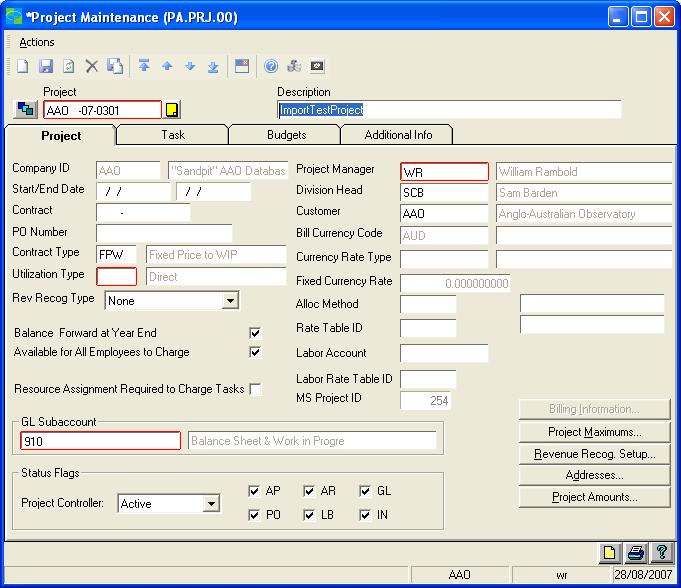 *Project Maintenance (PA.PRJ.00)
Actions
Project Description
AAO -07-0301 ImportTestProject
Project Task Budgets Additional Info
Company ID AAO "Sandpit" AAO Databas Project Manager WR William Rambold
Start/End Date / / / / Division Head SCB Sam Barden
Contract - Customer AAO Anglo-Australian Observatory
PO Number Bill Currency Code AUD
Contract Type FPW Fixed Price to WIP Currency Rate Type
Utilization Type Direct Fixed Currency Rate 0.000000000
Rev Recog Type None Alloc Method
Balance Forward at Year End Rate Table ID
Available for All Employees to Charge Labor Account
Resource Assignment Required to Charge Tasks Labor Rate Table ID
MS Project ID 254
GL Subaccount Billing Information...
910 Balance Sheet & Work in Progre Project Maximums...
Revenue Recog. Setup...
Status Flags Addresses...
Project Controller: Active AP AR GL Project Amounts...
PO LB IN
AAO wr 28/08/2007